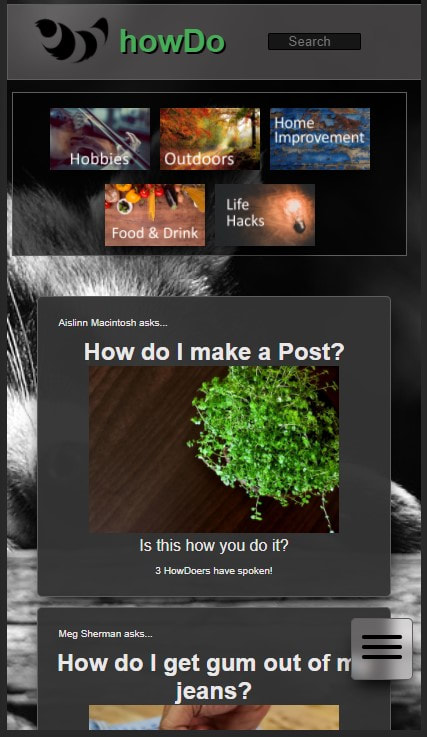 howDo
Search
Hobbies
Outdoors
Home
Improvement
Food & Drink
Life
Hacks
Aislinn Macintosh asks...
How do I make a Post?
Is this how you do it?
3 HowDoers have spoken!
Meg Sherman asks...
How do I get gum out of m
jeans?